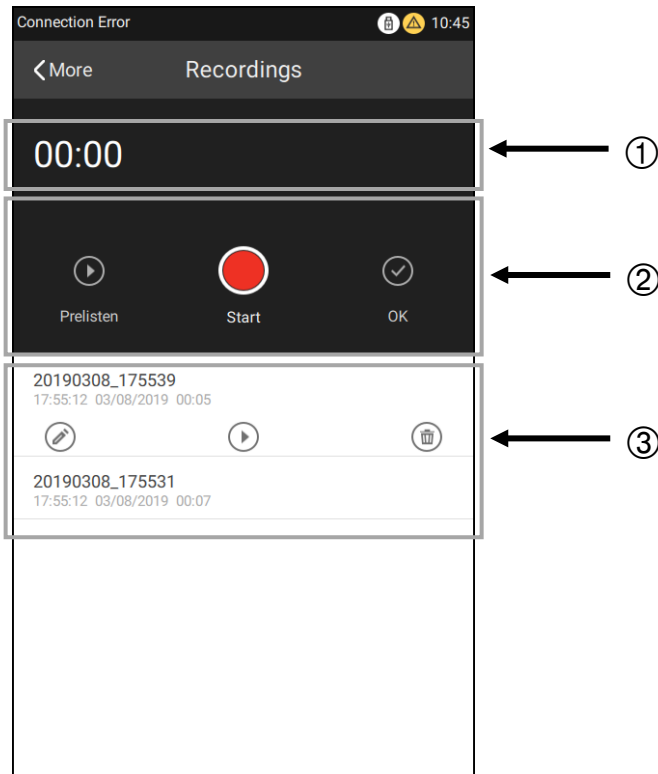 Connection Error 10:45
More Recordings
00:00
①
Prelisten Start OK
②
20190308_175539
17:55:12 03/08/2019 00:05
③
20190308_175531
17:55:12 03/08/2019 00:07